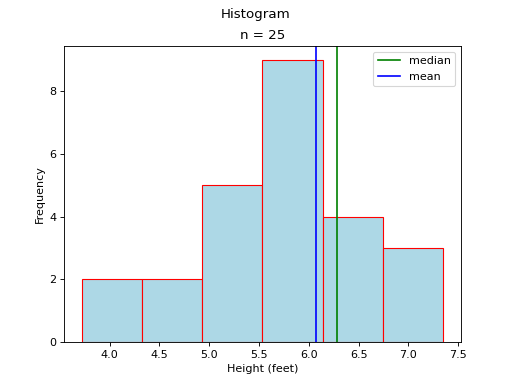 Histogram
n = 25
median
mean
Frequency
8
6
4
2
0
4.0 4.5 5.0 5.5 6.0 6.5 7.0 7.5
Height (feet)